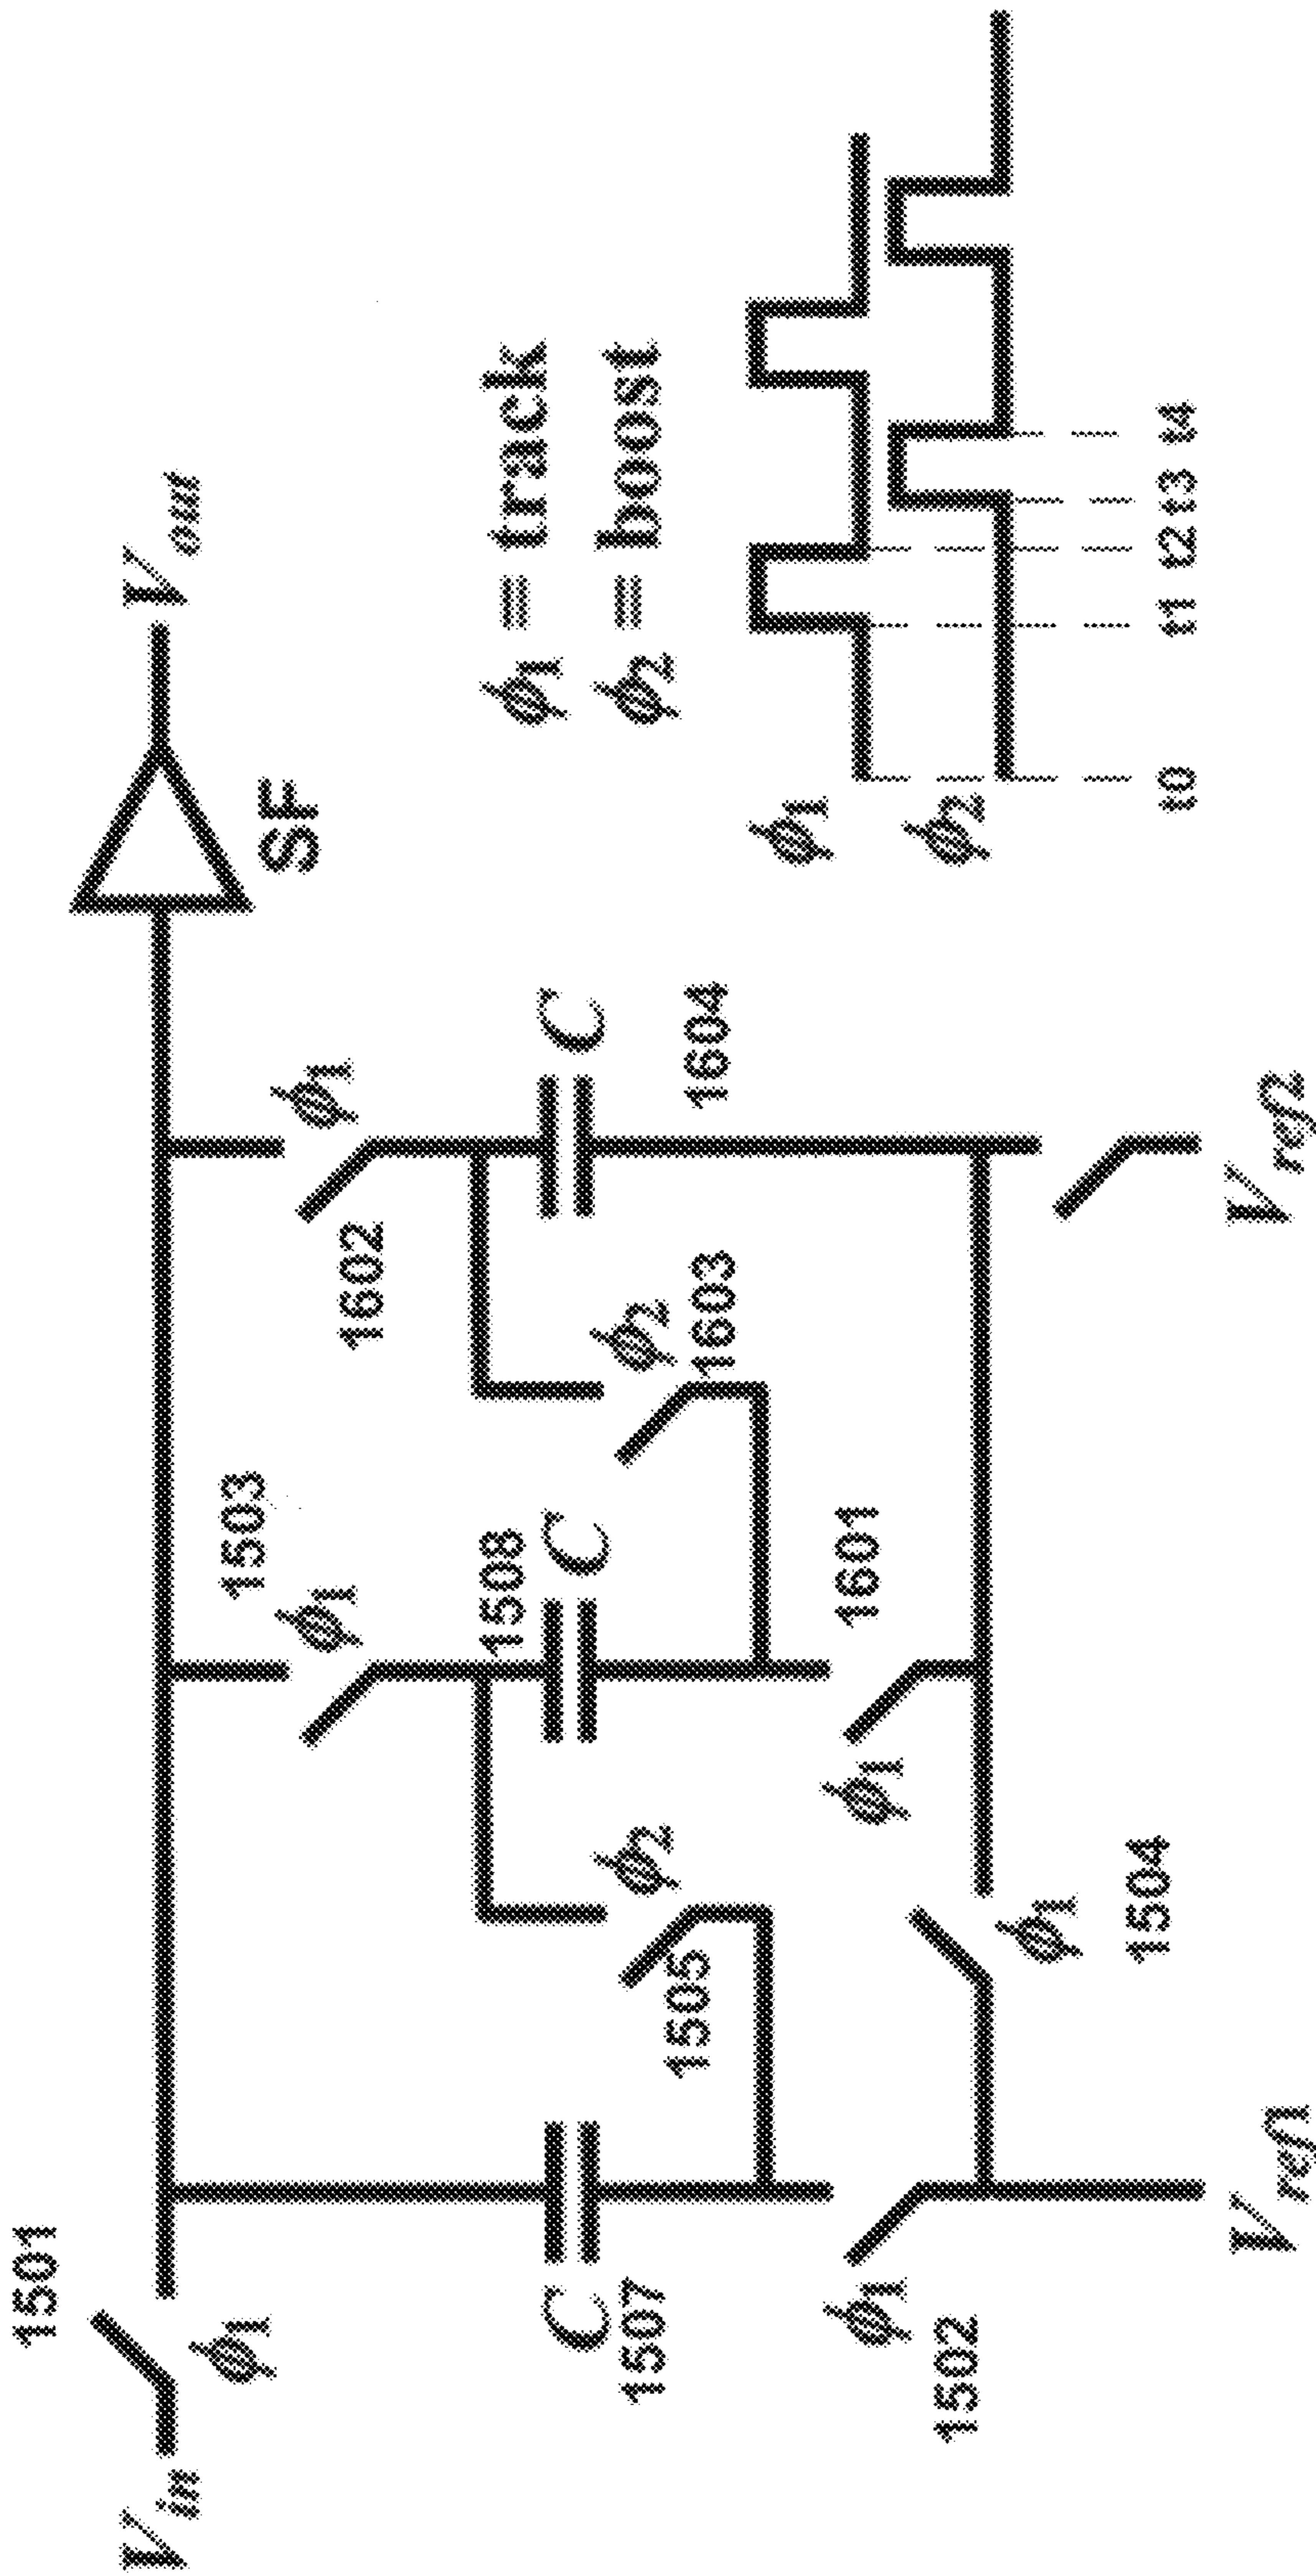 1501
V_in
ϕ1
V_out
SF
1503
ϕ1
ϕ1
1602
1508
C
C
1604
C
1507
ϕ2
1505
ϕ2
1603
ϕ1
1601
ϕ1
1502
ϕ1
1504
V_ref1
V_ref2
ϕ1 = track
ϕ2 = boost
ϕ1
ϕ2
t0 t1 t2 t3 t4